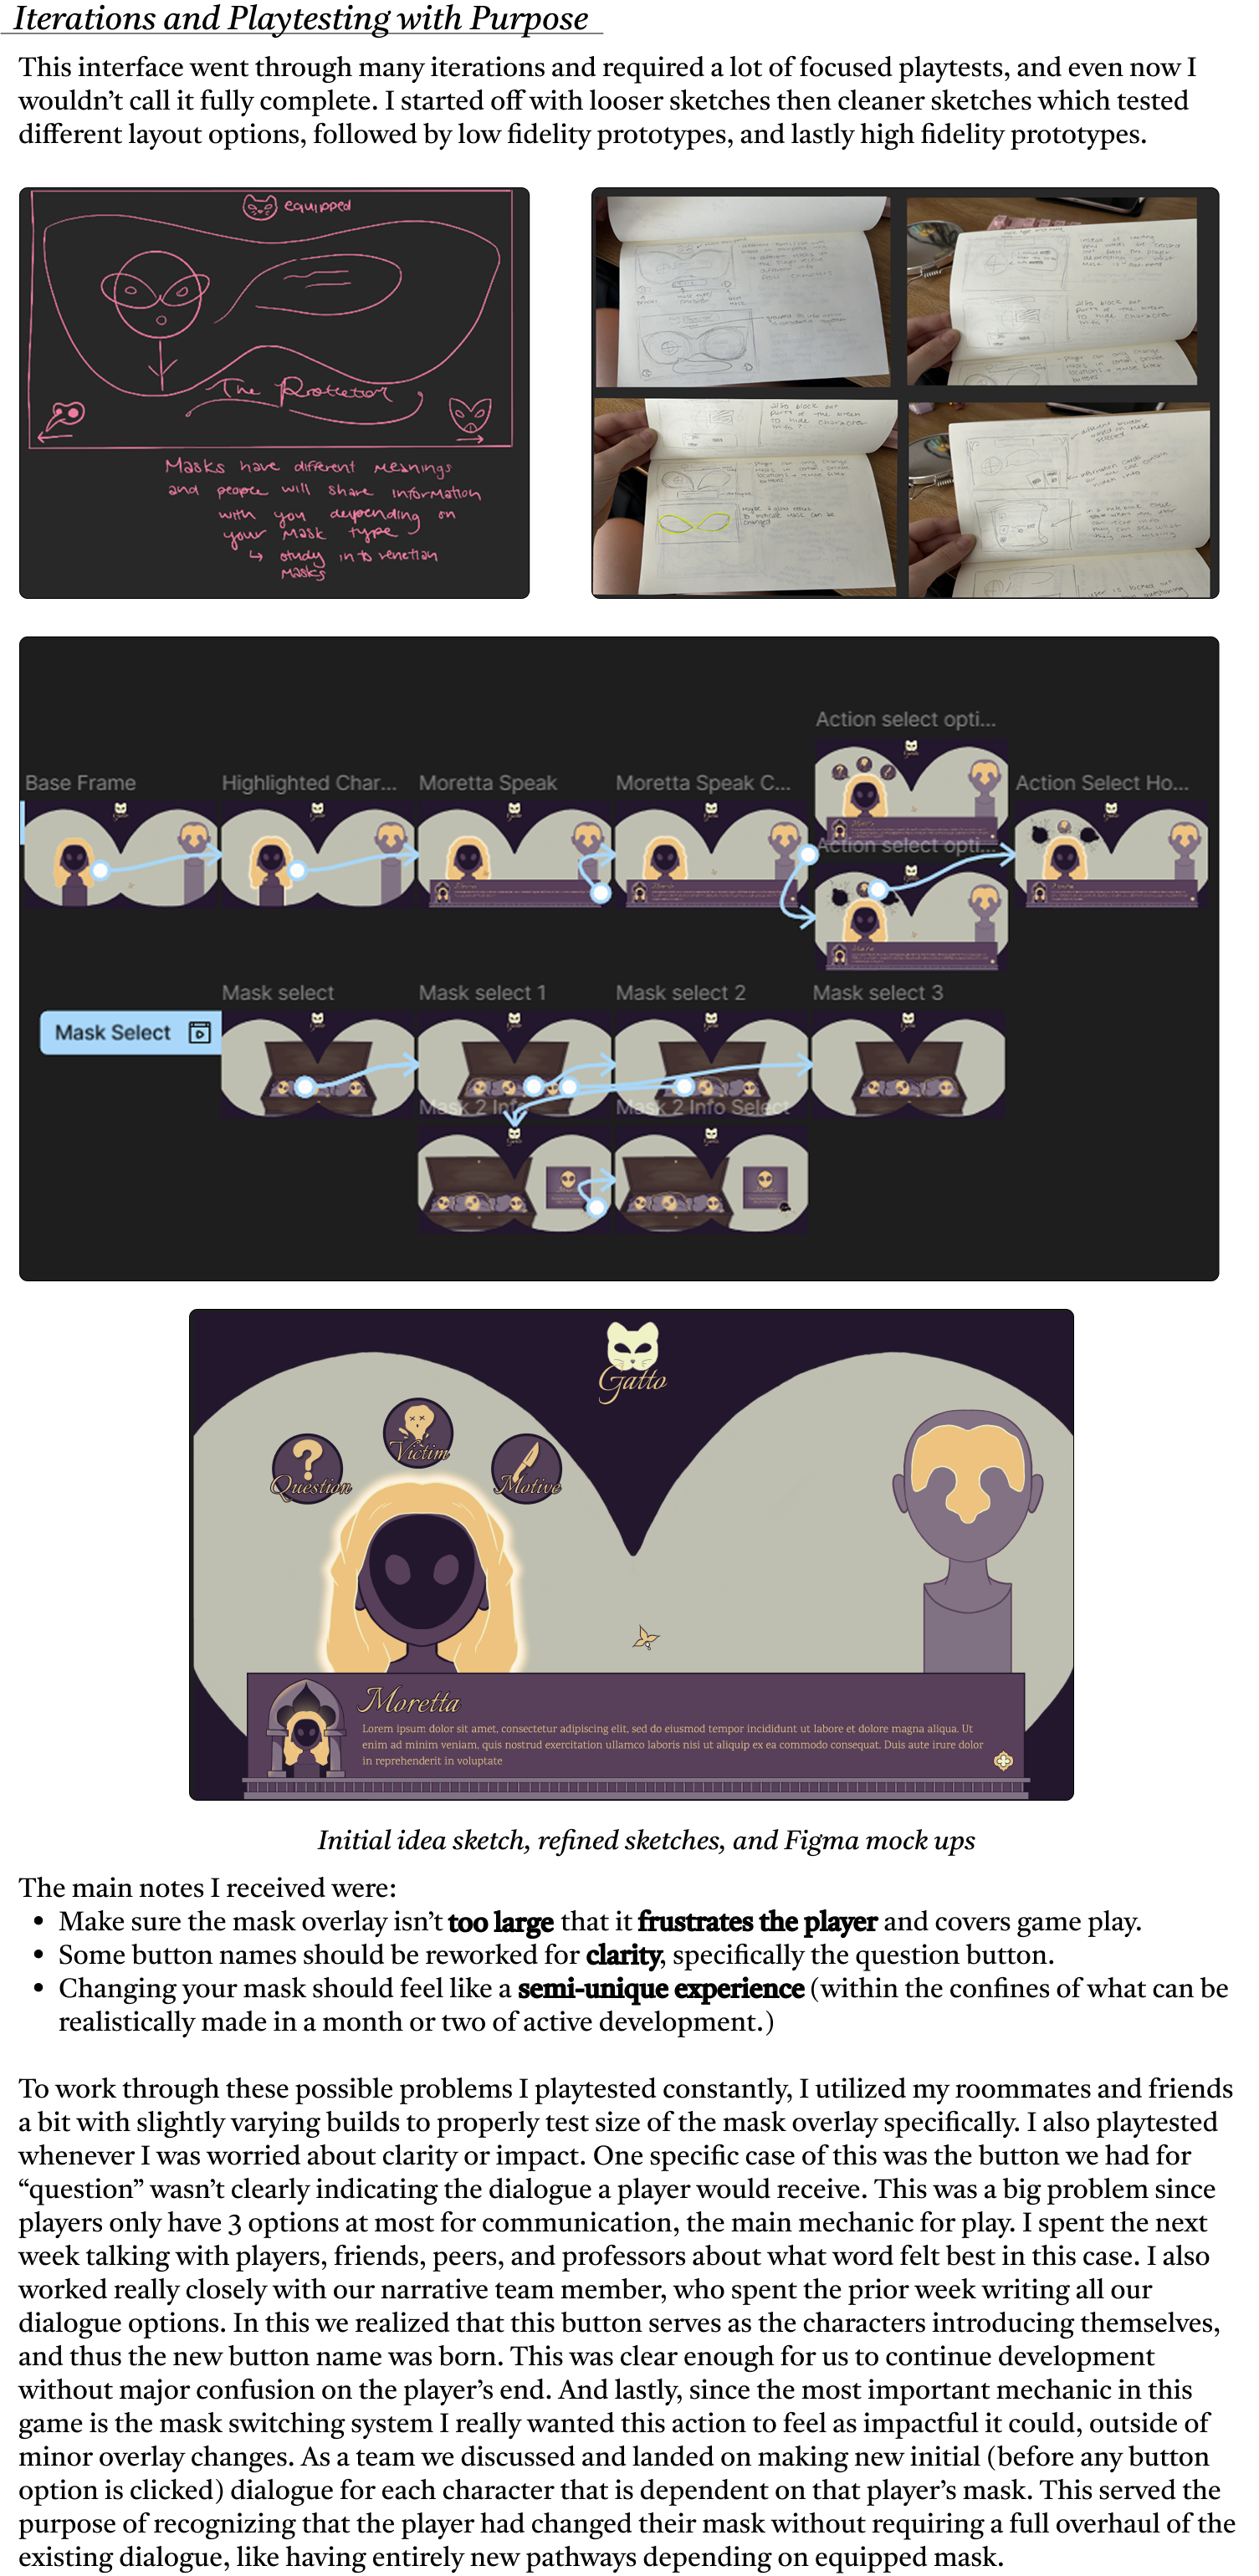 Iterations and Playtesting with Purpose
This interface went through many iterations and required a lot of focused playtests, and even now I
wouldn't call it fully complete. I started off with looser sketches then cleaner sketches which tested
different layout options, followed by low fidelity prototypes, and lastly high fidelity prototypes.
equipped
The Protector
Masks have different meanings
and people will share information
with you depending on
your mask type
↳ study into venetian
masks
also block out
parts of the screen
to hide character
info?
Action select opti...
Base Frame
Highlighted Char...
Moretta Speak
Moretta Speak C...
Action Select Ho...
Action select opti...
Mask select
Mask select 1
Mask select 2
Mask select 3
Mask Select
Mask 2 Info
Mask 2 Info Select
Gatto
Victim
Question
Motive
Moretta
Lorem ipsum dolor sit amet, consectetur adipiscing elit, sed do eiusmod tempor incididunt ut labore et dolore magna aliqua. Ut
enim ad minim veniam, quis nostrud exercitation ullamco laboris nisi ut aliquip ex ea commodo consequat. Duis aute irure dolor
in reprehenderit in voluptate
Initial idea sketch, refined sketches, and Figma mock ups
The main notes I received were:
• Make sure the mask overlay isn't too large that it frustrates the player and covers game play.
• Some button names should be reworked for clarity, specifically the question button.
• Changing your mask should feel like a semi-unique experience (within the confines of what can be
realistically made in a month or two of active development.)
To work through these possible problems I playtested constantly, I utilized my roommates and friends
a bit with slightly varying builds to properly test size of the mask overlay specifically. I also playtested
whenever I was worried about clarity or impact. One specific case of this was the button we had for
“question” wasn't clearly indicating the dialogue a player would receive. This was a big problem since
players only have 3 options at most for communication, the main mechanic for play. I spent the next
week talking with players, friends, peers, and professors about what word felt best in this case. I also
worked really closely with our narrative team member, who spent the prior week writing all our
dialogue options. In this we realized that this button serves as the characters introducing themselves,
and thus the new button name was born. This was clear enough for us to continue development
without major confusion on the player's end. And lastly, since the most important mechanic in this
game is the mask switching system I really wanted this action to feel as impactful it could, outside of
minor overlay changes. As a team we discussed and landed on making new initial (before any button
option is clicked) dialogue for each character that is dependent on that player's mask. This served the
purpose of recognizing that the player had changed their mask without requiring a full overhaul of the
existing dialogue, like having entirely new pathways depending on equipped mask.